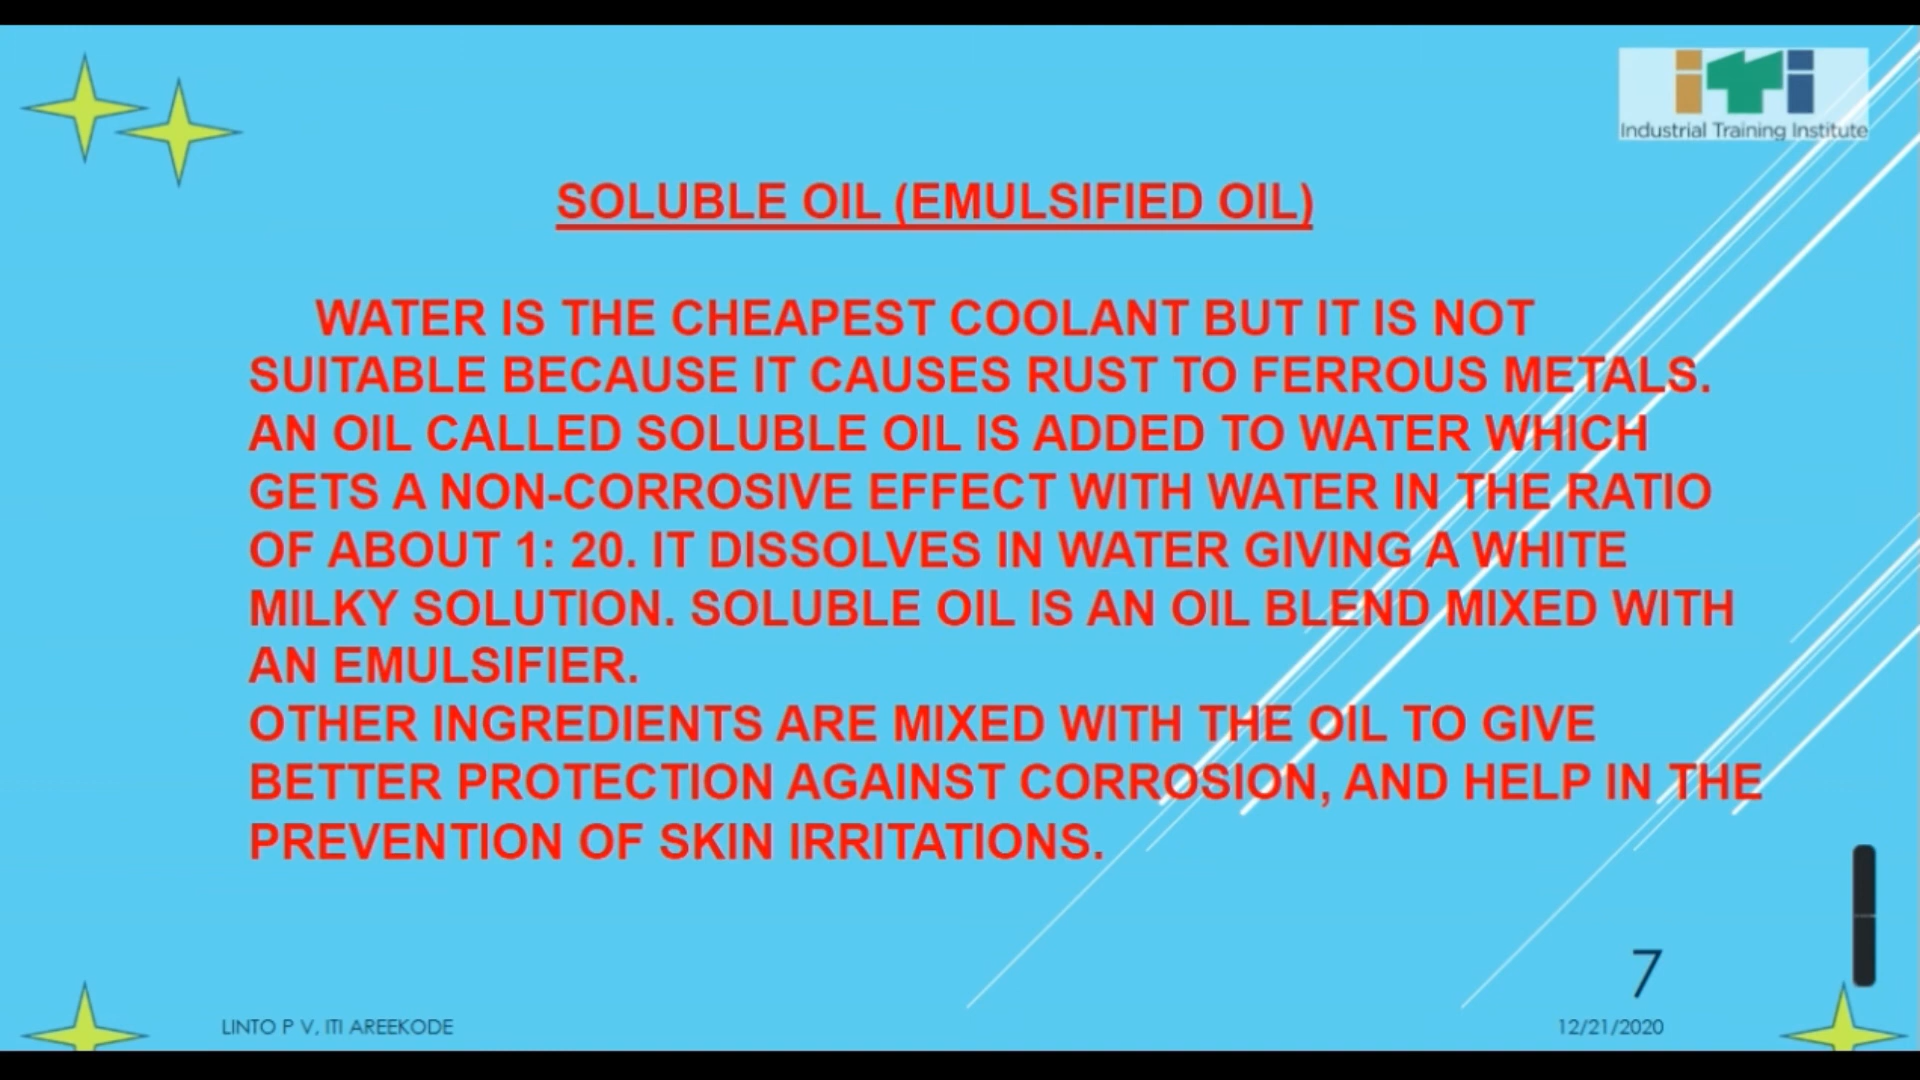 iTi
Industrial Training Institute
SOLUBLE OIL (EMULSIFIED OIL)
WATER IS THE CHEAPEST COOLANT BUT IT IS NOT
SUITABLE BECAUSE IT CAUSES RUST TO FERROUS METALS.
AN OIL CALLED SOLUBLE OIL IS ADDED TO WATER WHICH
GETS A NON-CORROSIVE EFFECT WITH WATER IN THE RATIO
OF ABOUT 1: 20. IT DISSOLVES IN WATER GIVING A WHITE
MILKY SOLUTION. SOLUBLE OIL IS AN OIL BLEND MIXED WITH
AN EMULSIFIER.
OTHER INGREDIENTS ARE MIXED WITH THE OIL TO GIVE
BETTER PROTECTION AGAINST CORROSION, AND HELP IN THE
PREVENTION OF SKIN IRRITATIONS.
7
LINTO P V, ITI AREEKODE
12/21/2020